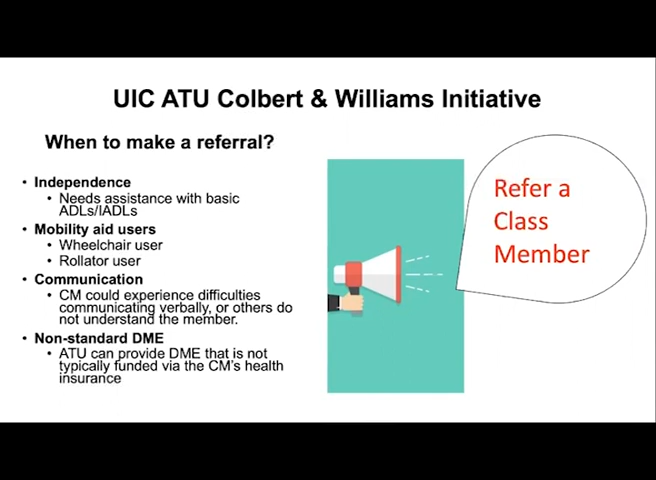 UIC ATU Colbert & Williams Initiative
When to make a referral?
• Independence
• Needs assistance with basic
ADLs/IADLs
• Mobility aid users
• Wheelchair user
• Rollator user
• Communication
• CM could experience difficulties
communicating verbally, or others do
not understand the member.
• Non-standard DME
• ATU can provide DME that is not
typically funded via the CM's health
insurance
Refer a
Class
Member